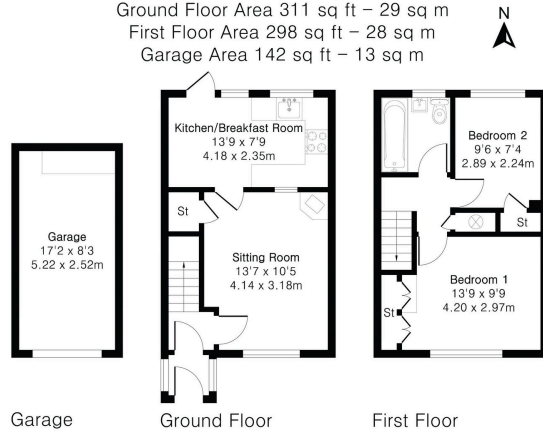 Ground Floor Area 311 sq ft – 29 sq m
First Floor Area 298 sq ft – 28 sq m
Garage Area 142 sq ft – 13 sq m
N
Kitchen/Breakfast Room
13'9 x 7'9
4.18 x 2.35m
St
Sitting Room
13'7 x 10'5
4.14 x 3.18m
Garage
17'2 x 8'3
5.22 x 2.52m
Bedroom 2
9'6 x 7'4
2.89 x 2.24m
St
Bedroom 1
13'9 x 9'9
4.20 x 2.97m
St
Garage
Ground Floor
First Floor